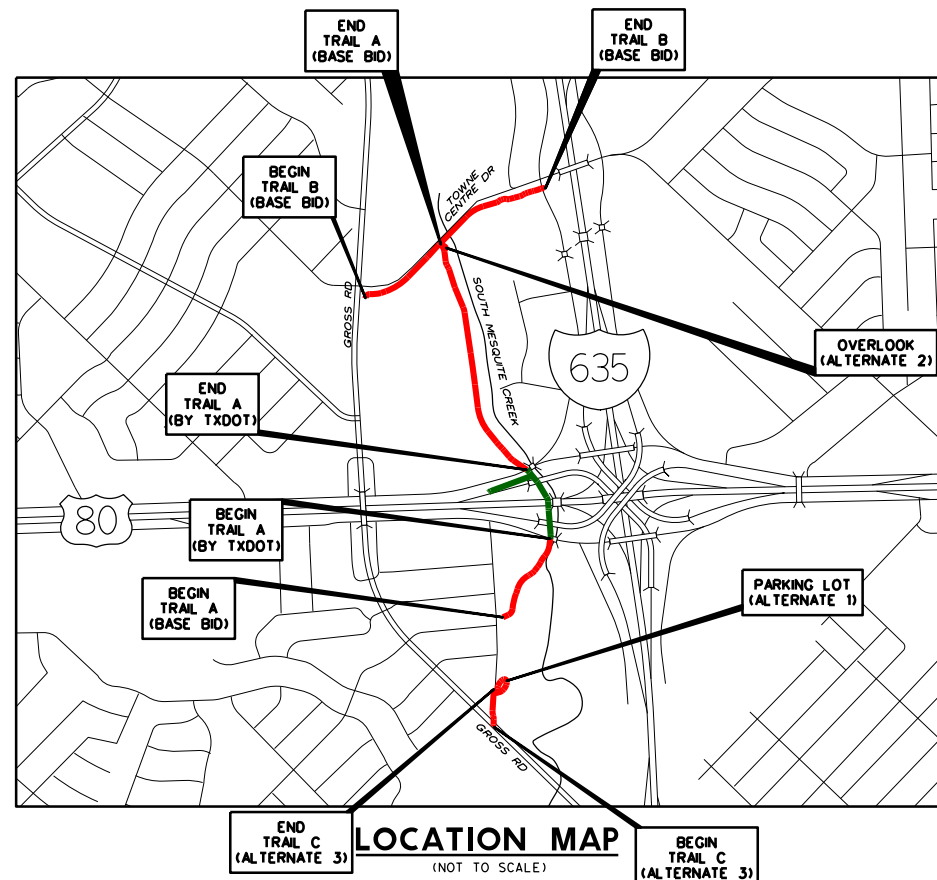 END
TRAIL A
(BASE BID)
END
TRAIL B
(BASE BID)
BEGIN
TRAIL B
(BASE BID)
TOWNE
CENTRE DR
GROSS RD
SOUTH MESQUITE CREEK
635
OVERLOOK
(ALTERNATE 2)
END
TRAIL A
(BY TXDOT)
80
BEGIN
TRAIL A
(BY TXDOT)
BEGIN
TRAIL A
(BASE BID)
PARKING LOT
(ALTERNATE 1)
GROSS RD
END
TRAIL C
(ALTERNATE 3)
LOCATION MAP
(NOT TO SCALE)
BEGIN
TRAIL C
(ALTERNATE 3)